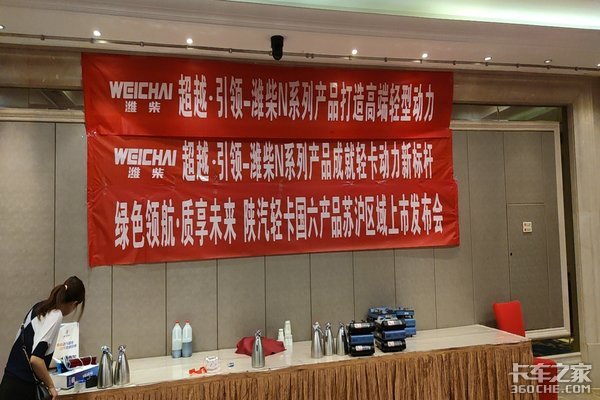 WEICHAI 潍柴 超越·引领-潍柴N系列产品打造高端轻型动力
WEICHAI 潍柴 超越·引领-潍柴N系列产品成就轻卡动力新标杆
绿色领航·质享未来 陕汽轻卡国六产品苏沪区域上市发布会
卡车之家
360CHE.COM